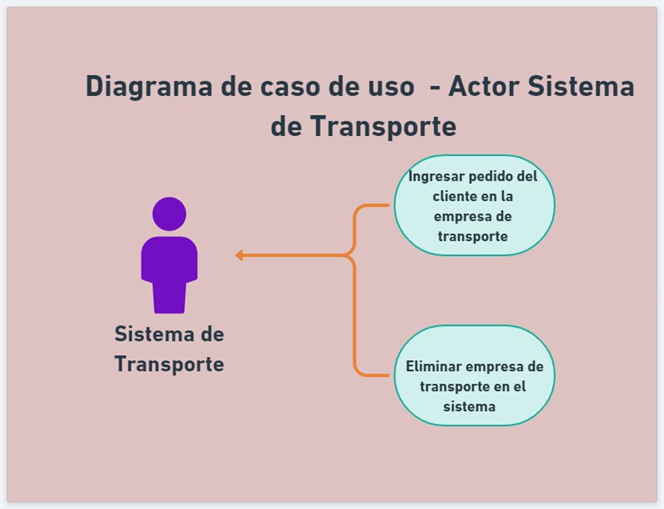 Diagrama de caso de uso - Actor Sistema
de Transporte
Ingresar pedido del
cliente en la
empresa de
transporte
Sistema de
Transporte
Eliminar empresa de
transporte en el
sistema